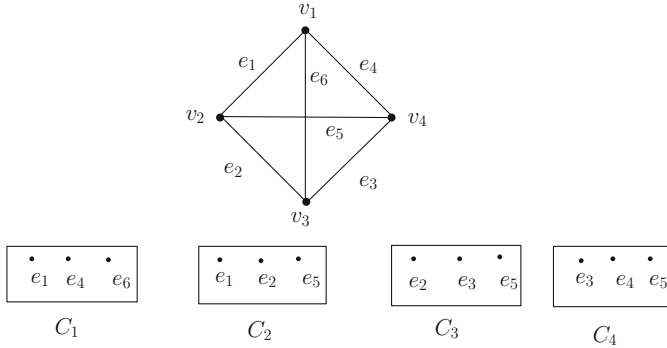 v₁
e₁
e₄
e₆
v₂
v₄
e₅
e₂
e₃
v₃
e₁ e₄ e₆
e₁ e₂ e₅
e₂ e₃ e₅
e₃ e₄ e₅
C₁
C₂
C₃
C₄